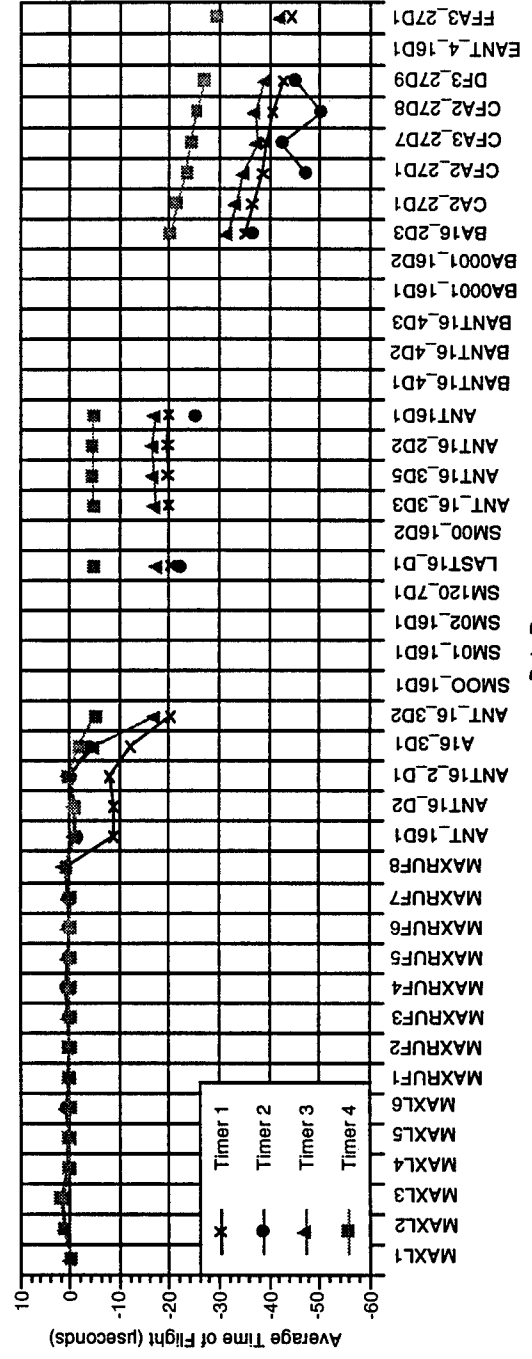 Average Time of Flight (µseconds)
10
0
-10
-20
-30
-40
-50
-60
Timer 1
Timer 2
Timer 3
Timer 4
MAXL1
MAXL2
MAXL3
MAXL4
MAXL5
MAXL6
MAXRUF1
MAXRUF2
MAXRUF3
MAXRUF4
MAXRUF5
MAXRUF6
MAXRUF7
MAXRUF8
ANT_16D1
ANT16_D2
ANT16_2_D1
A16_3D1
ANT_16_3D2
SMOO_16D1
SM01_16D1
SM02_16D1
SM120_7D1
LAST16_D1
SM00_16D2
ANT_16_3D3
ANT16_3D5
ANT16_2D2
ANT16D1
BANT16_4D1
BANT16_4D2
BANT16_4D3
BA0001_16D1
BA0001_16D2
BA16_2D3
CA2_27D1
CFA2_27D1
CFA3_27D7
CFA2_27D8
DF3_27D9
EANT_4_16D1
FFA3_27D1